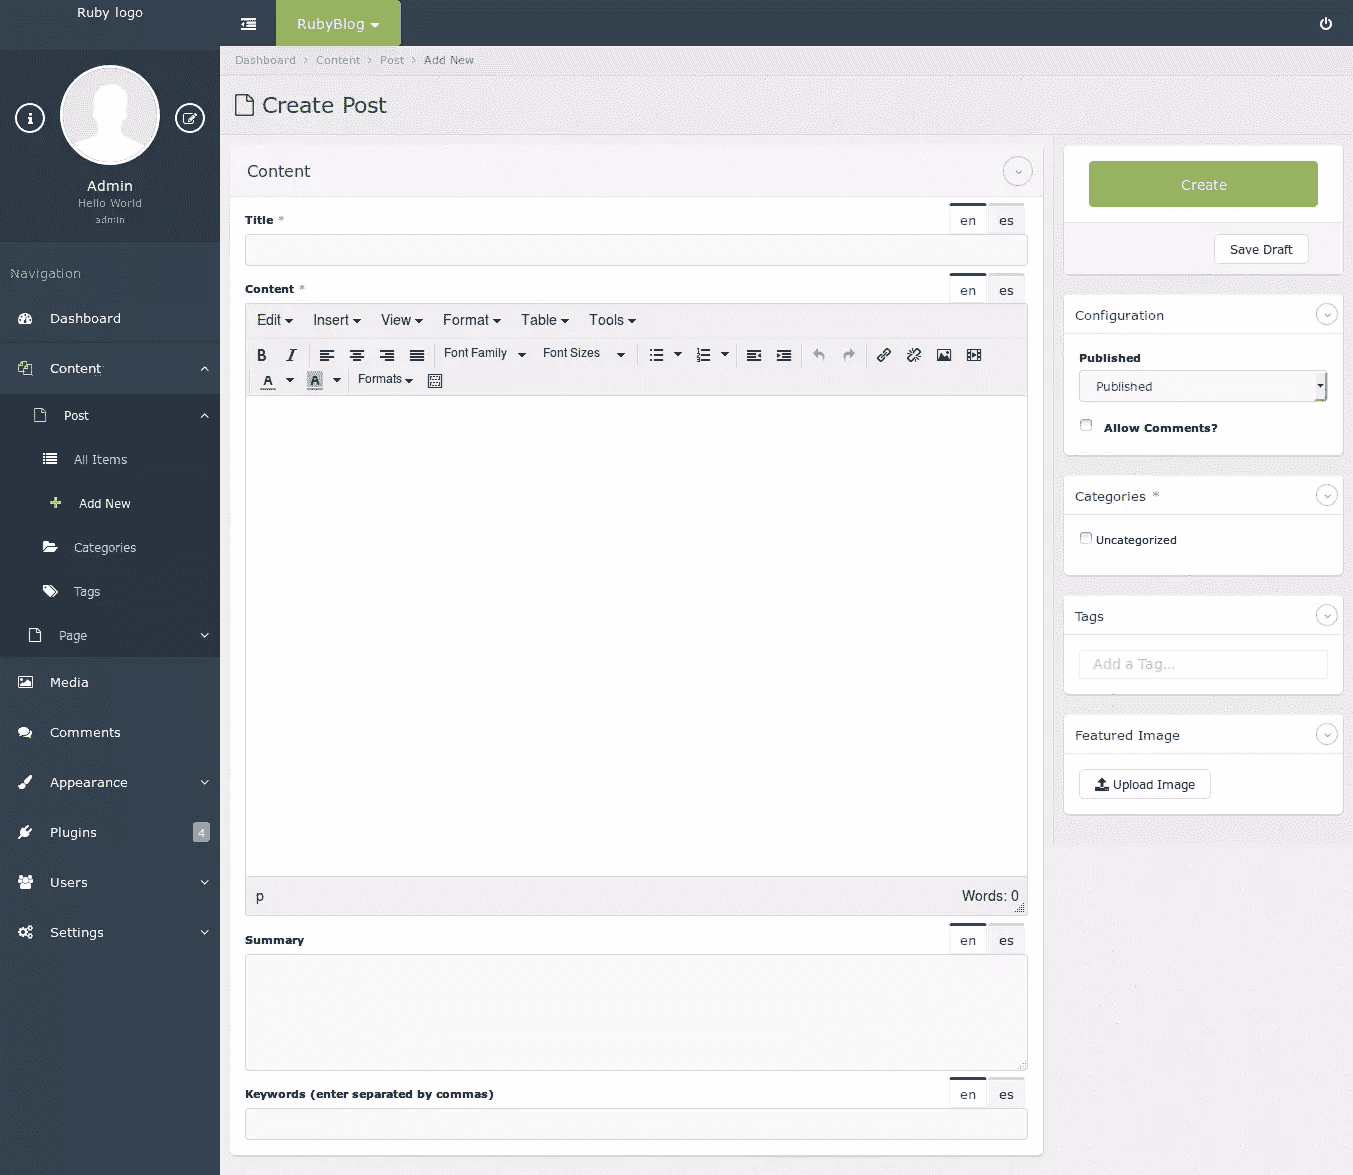 Ruby logo
RubyBlog
Admin
Hello World
admin
Navigation
Dashboard
Content
Post
All Items
Add New
Categories
Tags
Page
Media
Comments
Appearance
Plugins 4
Users
Settings
Dashboard > Content > Post > Add New
Create Post
Content
Title * en es
Content * en es
Edit Insert View Format Table Tools
B I Font Family Font Sizes
A A Formats
p Words: 0
Summary en es
Keywords (enter separated by commas) en es
Create
Save Draft
Configuration
Published
Published
Allow Comments?
Categories *
Uncategorized
Tags
Add a Tag...
Featured Image
Upload Image